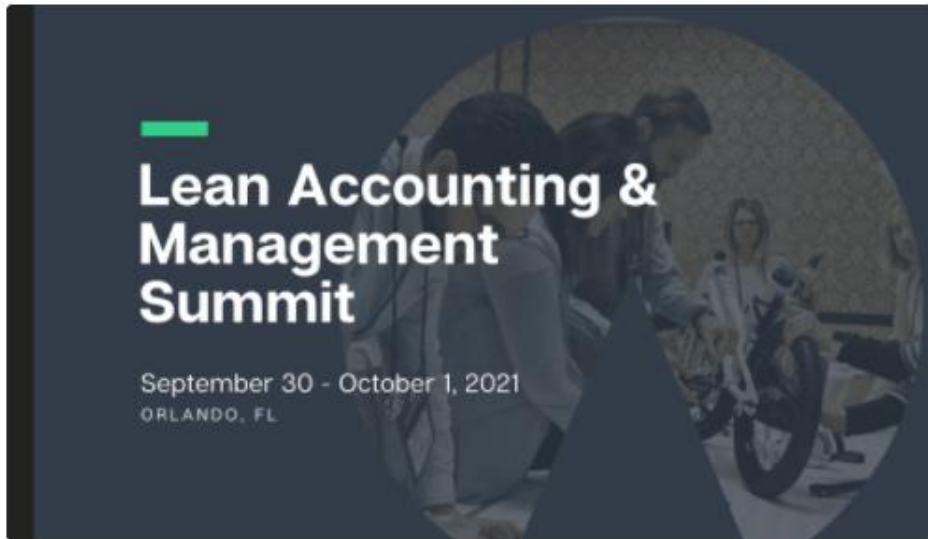 Lean Accounting &
Management
Summit
September 30 - October 1, 2021
ORLANDO, FL